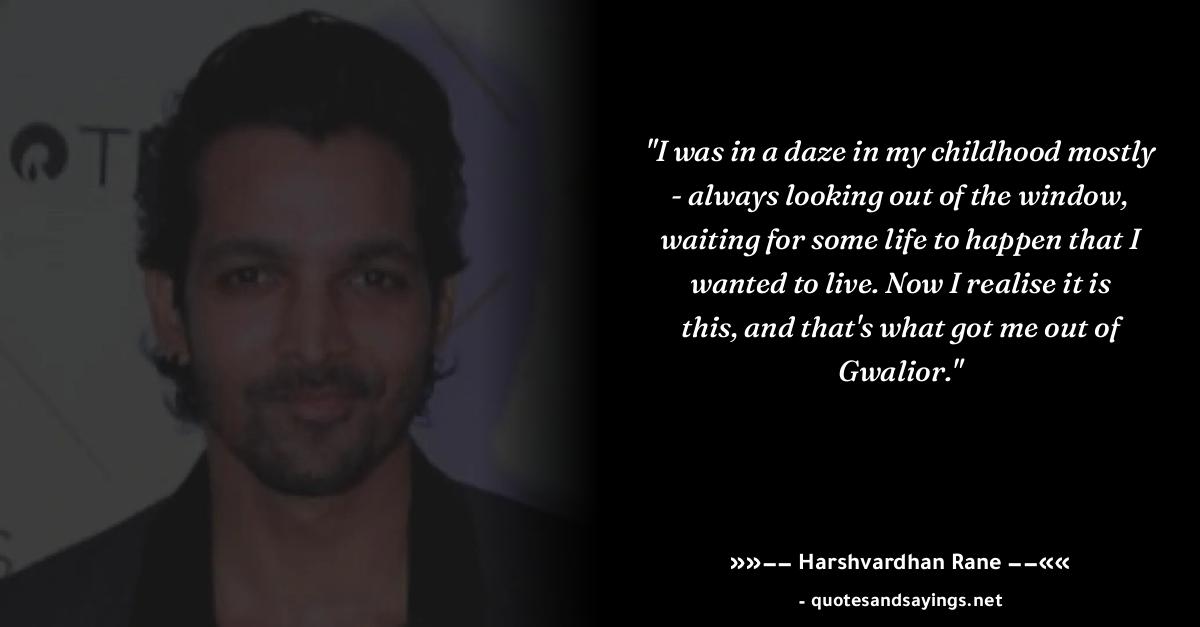 "I was in a daze in my childhood mostly
- always looking out of the window,
waiting for some life to happen that I
wanted to live. Now I realise it is
this, and that's what got me out of
Gwalior."
»»–– Harshvardhan Rane ––««
- quotesandsayings.net